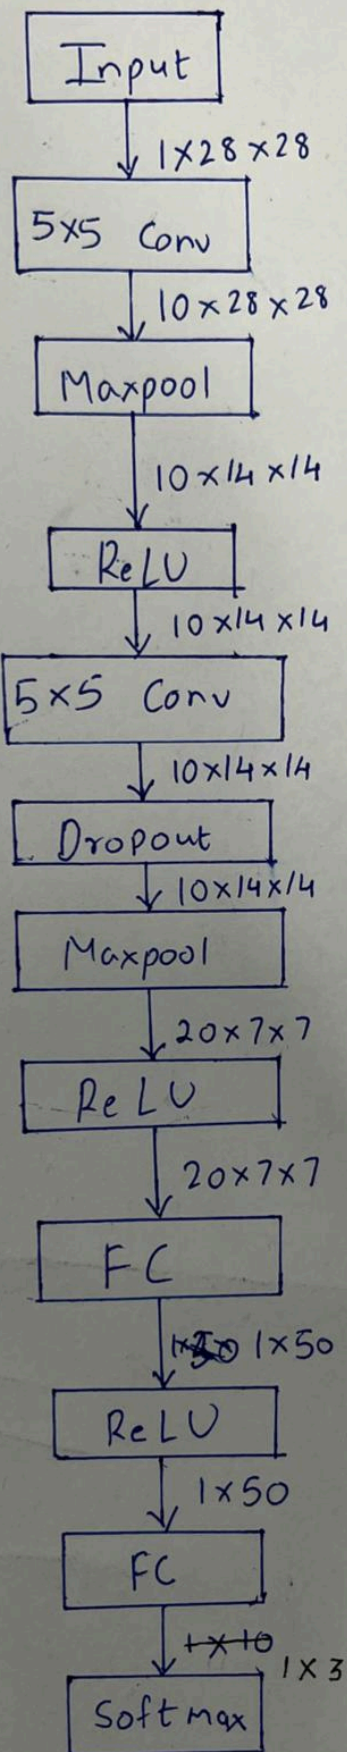 Input
1×28×28
5×5 Conv
10×28×28
Maxpool
10×14×14
ReLU
10×14×14
5×5 Conv
10×14×14
Dropout
10×14×14
Maxpool
20×7×7
ReLU
20×7×7
FC
1×50
ReLU
1×50
FC
1×10
1×3
Softmax